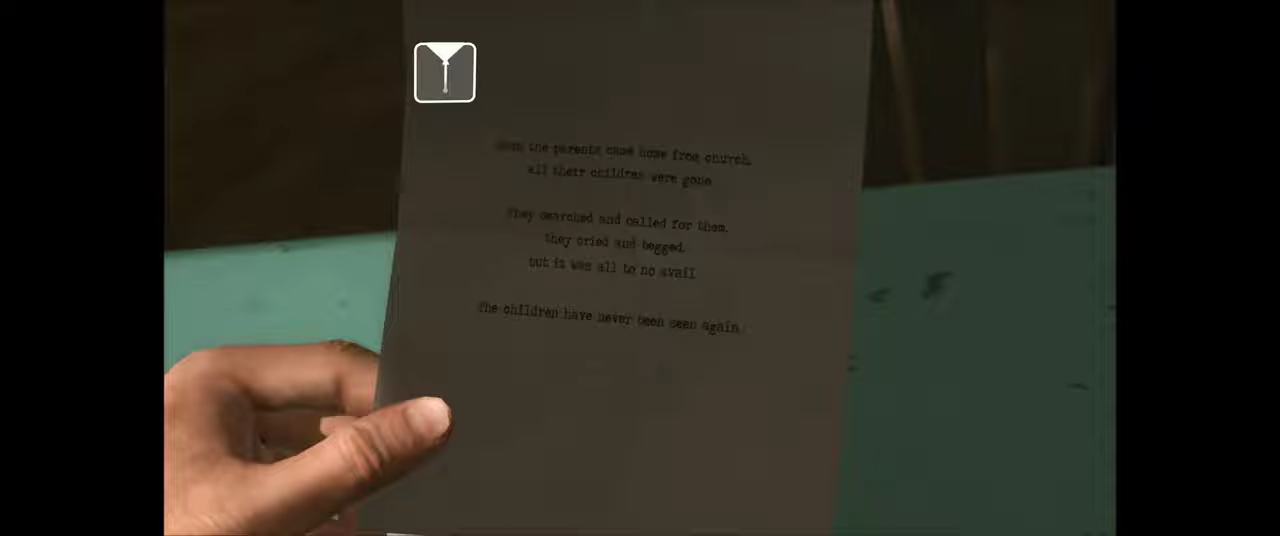 When the parents came home from church,
all their children were gone.
They searched and called for them,
they cried and begged,
but it was all to no avail.
The children have never been seen again.